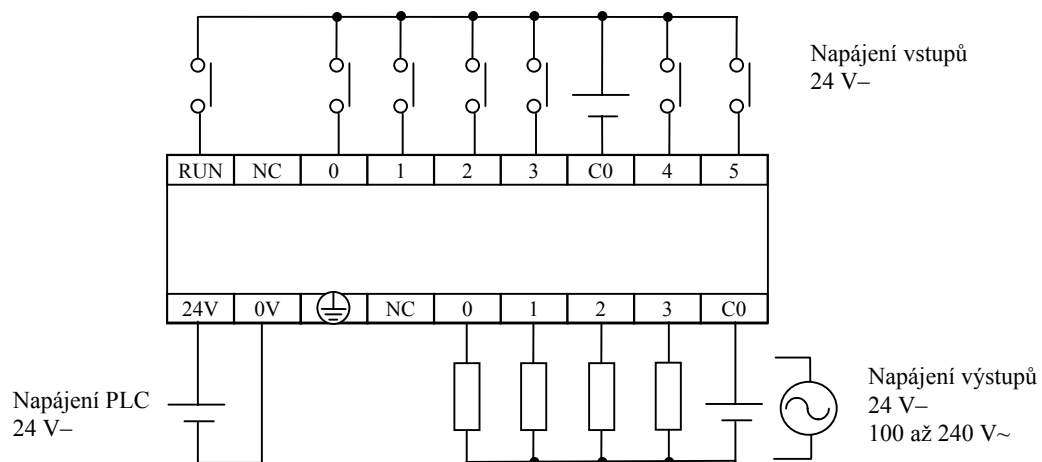 Napájení vstupů
24 V–
RUN NC 0 1 2 3 C0 4 5
24V 0V NC 0 1 2 3 C0
Napájení PLC
24 V–
Napájení výstupů
24 V–
100 až 240 V~